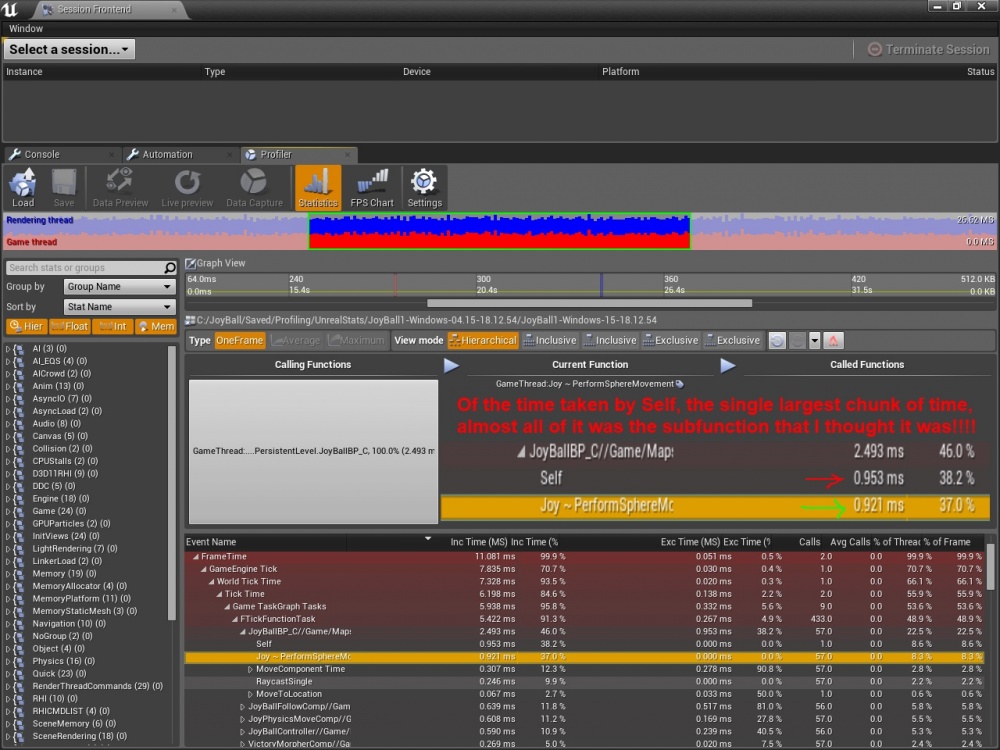 Session Frontend
Window
Select a session...
Terminate Session
Instance Type Device Platform Status
Console Automation Profiler
Load Save Data Preview Live preview Data Capture Statistics FPS Chart Settings
Rendering thread 26.62 MS
Game thread 0.0 MS
Search stats or groups
Group by Group Name
Sort by Stat Name
Hier Float Int Mem
AI (3) (0)
AI_EQS (4) (0)
AICrowd (2) (0)
Anim (13) (0)
AsyncIO (7) (0)
AsyncLoad (2) (0)
Audio (8) (0)
Canvas (5) (0)
Collision (2) (0)
CPUStalls (2) (0)
D3D11RHI (9) (0)
DDC (5) (0)
Engine (18) (0)
Game (24) (0)
GPUParticles (2) (0)
InitViews (24) (0)
LightRendering (7) (0)
LinkerLoad (2) (0)
Memory (19) (0)
MemoryAllocator (4) (0)
MemoryPlatform (11) (0)
MemoryStaticMesh (3) (0)
Navigation (10) (0)
NoGroup (2) (0)
Object (4) (0)
Physics (16) (0)
Quick (23) (0)
RenderThreadCommands (29) (0)
RHI (10) (0)
RHICMDLIST (4) (0)
SceneMemory (6) (0)
SceneRendering (18) (0)
Graph View
64.0ms 240 300 360 420 512.0 KB
0.0ms 15.4s 20.4s 26.4s 31.5s 0.0 KB
C:/JoyBall/Saved/Profiling/UnrealStats/JoyBall1-Windows-04.15-18.12.54/JoyBall1-Windows-15-18.12.54
Type OneFrame Average Maximum View mode Hierarchical Inclusive Inclusive Exclusive Exclusive
Calling Functions Current Function Called Functions
GameThread:Joy ~ PerformSphereMovement
GameThread:....PersistentLevel.JoyBallBP_C, 100.0% (2.493 m
Of the time taken by Self, the single largest chunk of time,
almost all of it was the subfunction that I thought it was!!!!
JoyBallBP_C//Game/Maps 2.493 ms 46.0 %
Self 0.953 ms 38.2 %
Joy ~ PerformSphereMc 0.921 ms 37.0 %
Event Name Inc Time (MS) Inc Time (% Exc Time (MS) Exc Time (% Calls Avg Calls % of Threac % of Frame
FrameTime 11.081 ms 99.9 % 0.051 ms 0.5 % 2.0 0.0 99.9 % 99.9 %
GameEngine Tick 7.835 ms 70.7 % 0.030 ms 0.4 % 1.0 0.0 70.7 % 70.7 %
World Tick Time 7.328 ms 93.5 % 0.020 ms 0.3 % 1.0 0.0 66.1 % 66.1 %
Tick Time 6.198 ms 84.6 % 0.138 ms 2.2 % 2.0 0.0 55.9 % 55.9 %
Game TaskGraph Tasks 5.938 ms 95.8 % 0.332 ms 5.6 % 9.0 0.0 53.6 % 53.6 %
FTickFunctionTask 5.422 ms 91.3 % 0.267 ms 4.9 % 433.0 0.0 48.9 % 48.9 %
JoyBallBP_C//Game/Maps 2.493 ms 46.0 % 0.953 ms 38.2 % 57.0 0.0 22.5 % 22.5 %
Self 0.953 ms 38.2 % 0.000 ms 0.0 % 1.0 0.0 8.6 % 8.6 %
Joy ~ PerformSphereMc 0.921 ms 37.0 % 0.000 ms 0.0 % 57.0 0.0 8.3 % 8.3 %
MoveComponent Time 0.307 ms 12.3 % 0.278 ms 90.8 % 57.0 0.0 2.8 % 2.8 %
RaycastSingle 0.246 ms 9.9 % 0.000 ms 0.0 % 57.0 0.0 2.2 % 2.2 %
MoveToLocation 0.067 ms 2.7 % 0.033 ms 50.0 % 1.0 0.0 0.6 % 0.6 %
JoyBallFollowComp//Gam 0.639 ms 11.8 % 0.517 ms 81.0 % 56.0 0.0 5.8 % 5.8 %
JoyPhysicsMoveComp//G 0.608 ms 11.2 % 0.169 ms 27.8 % 57.0 0.0 5.5 % 5.5 %
JoyBallController//Game/ 0.590 ms 10.9 % 0.239 ms 40.5 % 56.0 0.0 5.3 % 5.3 %
VictoryMorpherComp//Ga 0.269 ms 5.0 % 0.020 ms 7.5 % 57.0 0.0 2.4 % 2.4 %